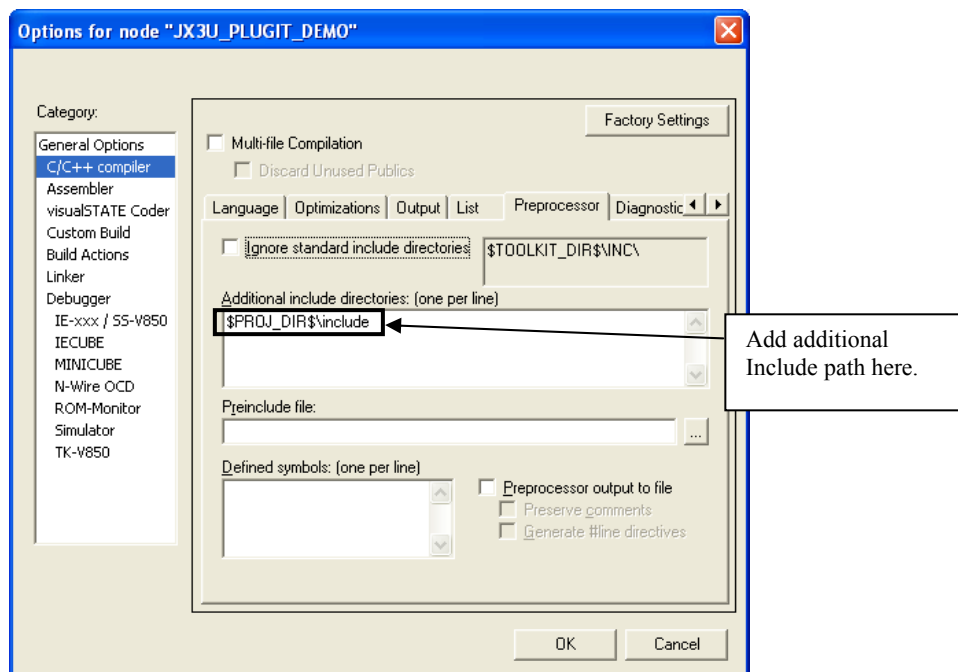 Options for node "JX3U_PLUGIT_DEMO"
Category:
General Options
C/C++ compiler
Assembler
visualSTATE Coder
Custom Build
Build Actions
Linker
Debugger
IE-xxx / SS-V850
IECUBE
MINICUBE
N-Wire OCD
ROM-Monitor
Simulator
TK-V850
Factory Settings
Multi-file Compilation
Discard Unused Publics
Language Optimizations Output List Preprocessor Diagnostic
Ignore standard include directories $TOOLKIT_DIR$\INC\
Additional include directories: (one per line)
$PROJ_DIR$\include
Preinclude file:
...
Defined symbols: (one per line)
Preprocessor output to file
Preserve comments
Generate #line directives
OK Cancel
Add additional
Include path here.